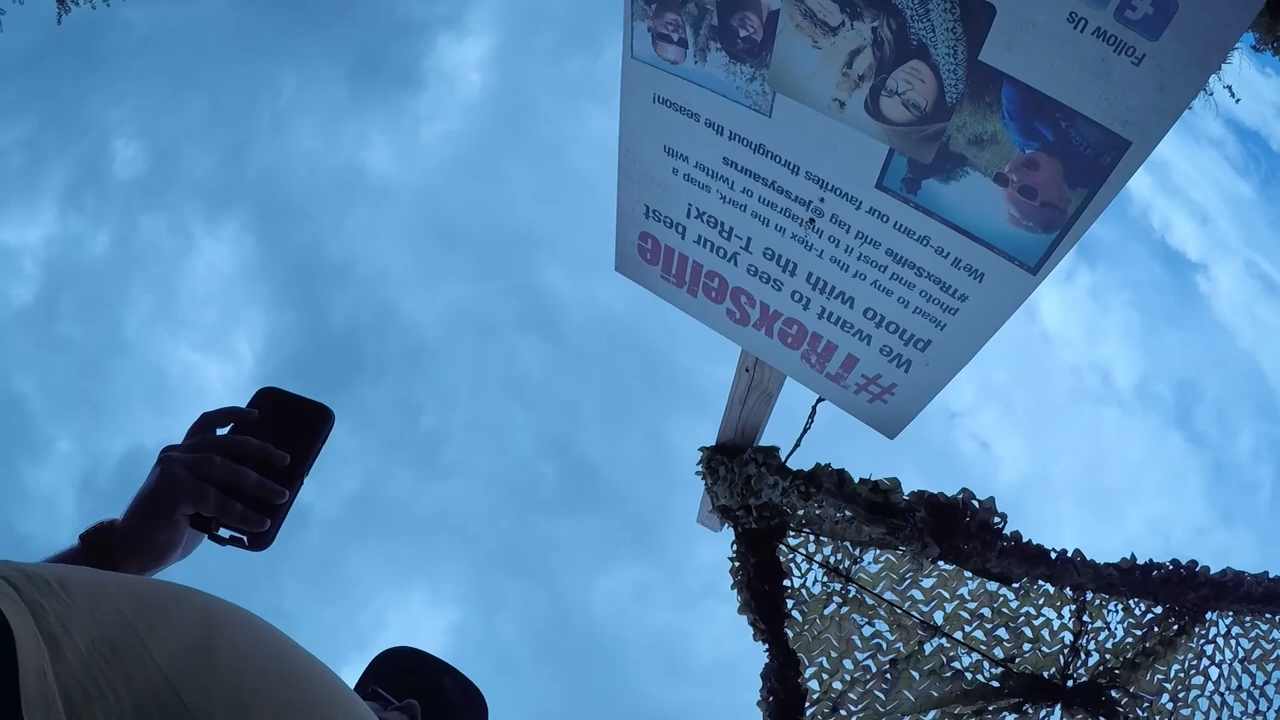 #TRexSelfie
We want to see your best
photo with the T-Rex!
Head to any of the T-Rex in the park, snap a
photo and post it to Instagram or Twitter with
#TRexSelfie and tag @jerseysaurus
We'll re-gram our favorites throughout the season!
Follow Us